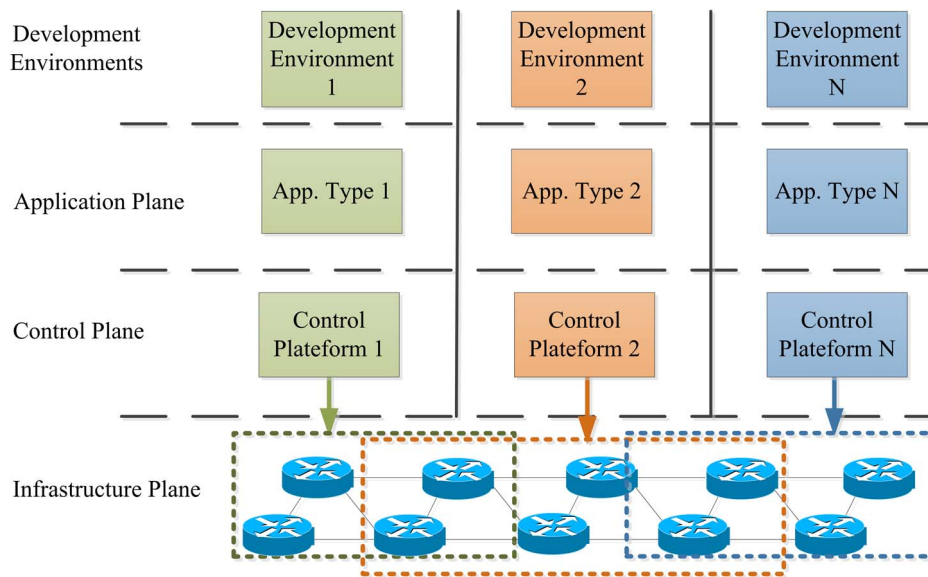 Development
Environments
Development
Environment
1
Development
Environment
2
Development
Environment
N
Application Plane
App. Type 1
App. Type 2
App. Type N
Control Plane
Control
Plateform 1
Control
Plateform 2
Control
Plateform N
Infrastructure Plane